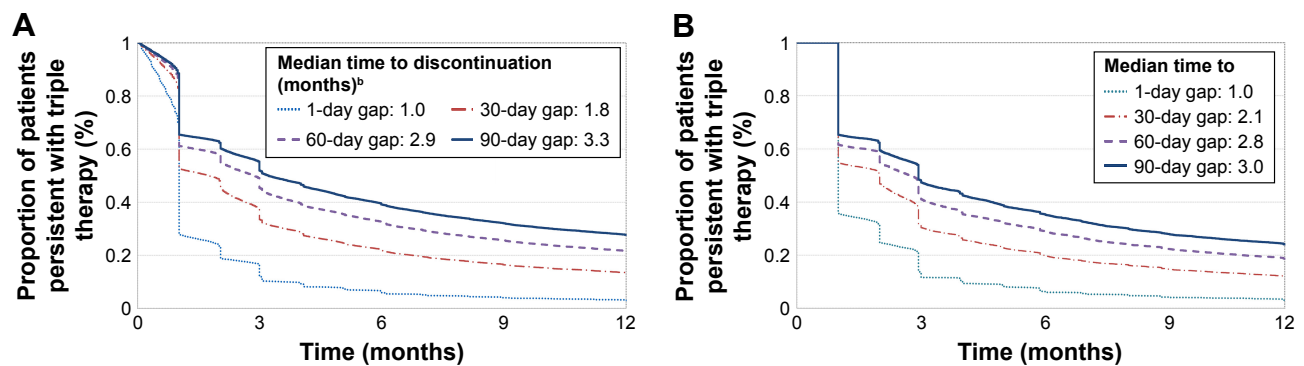 A
Proportion of patients
persistent with triple
therapy (%)
1
0.8
0.6
0.4
0.2
0
Median time to discontinuation
(months)b
1-day gap: 1.0
30-day gap: 1.8
60-day gap: 2.9
90-day gap: 3.3
0
3
6
9
12
Time (months)
B
Proportion of patients
persistent with triple
therapy (%)
1
0.8
0.6
0.4
0.2
0
Median time to
1-day gap: 1.0
30-day gap: 2.1
60-day gap: 2.8
90-day gap: 3.0
0
3
6
9
12
Time (months)